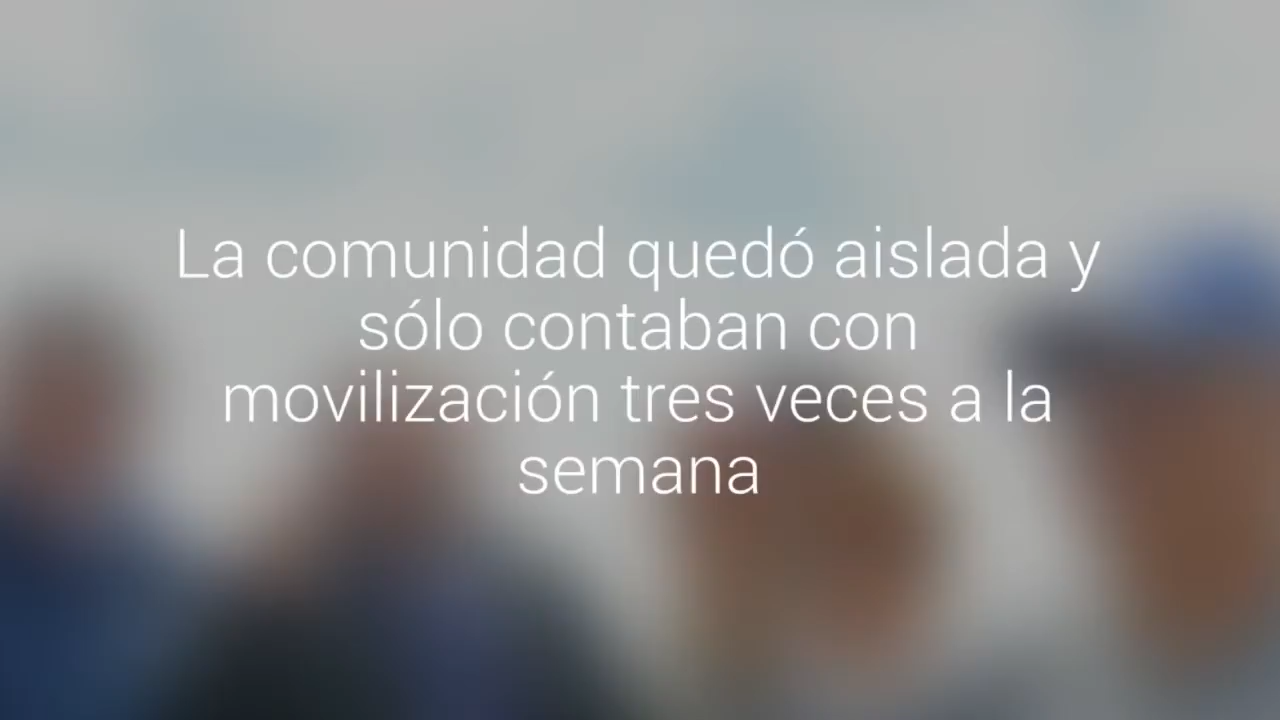 La comunidad quedó aislada y
sólo contaban con
movilización tres veces a la
semana